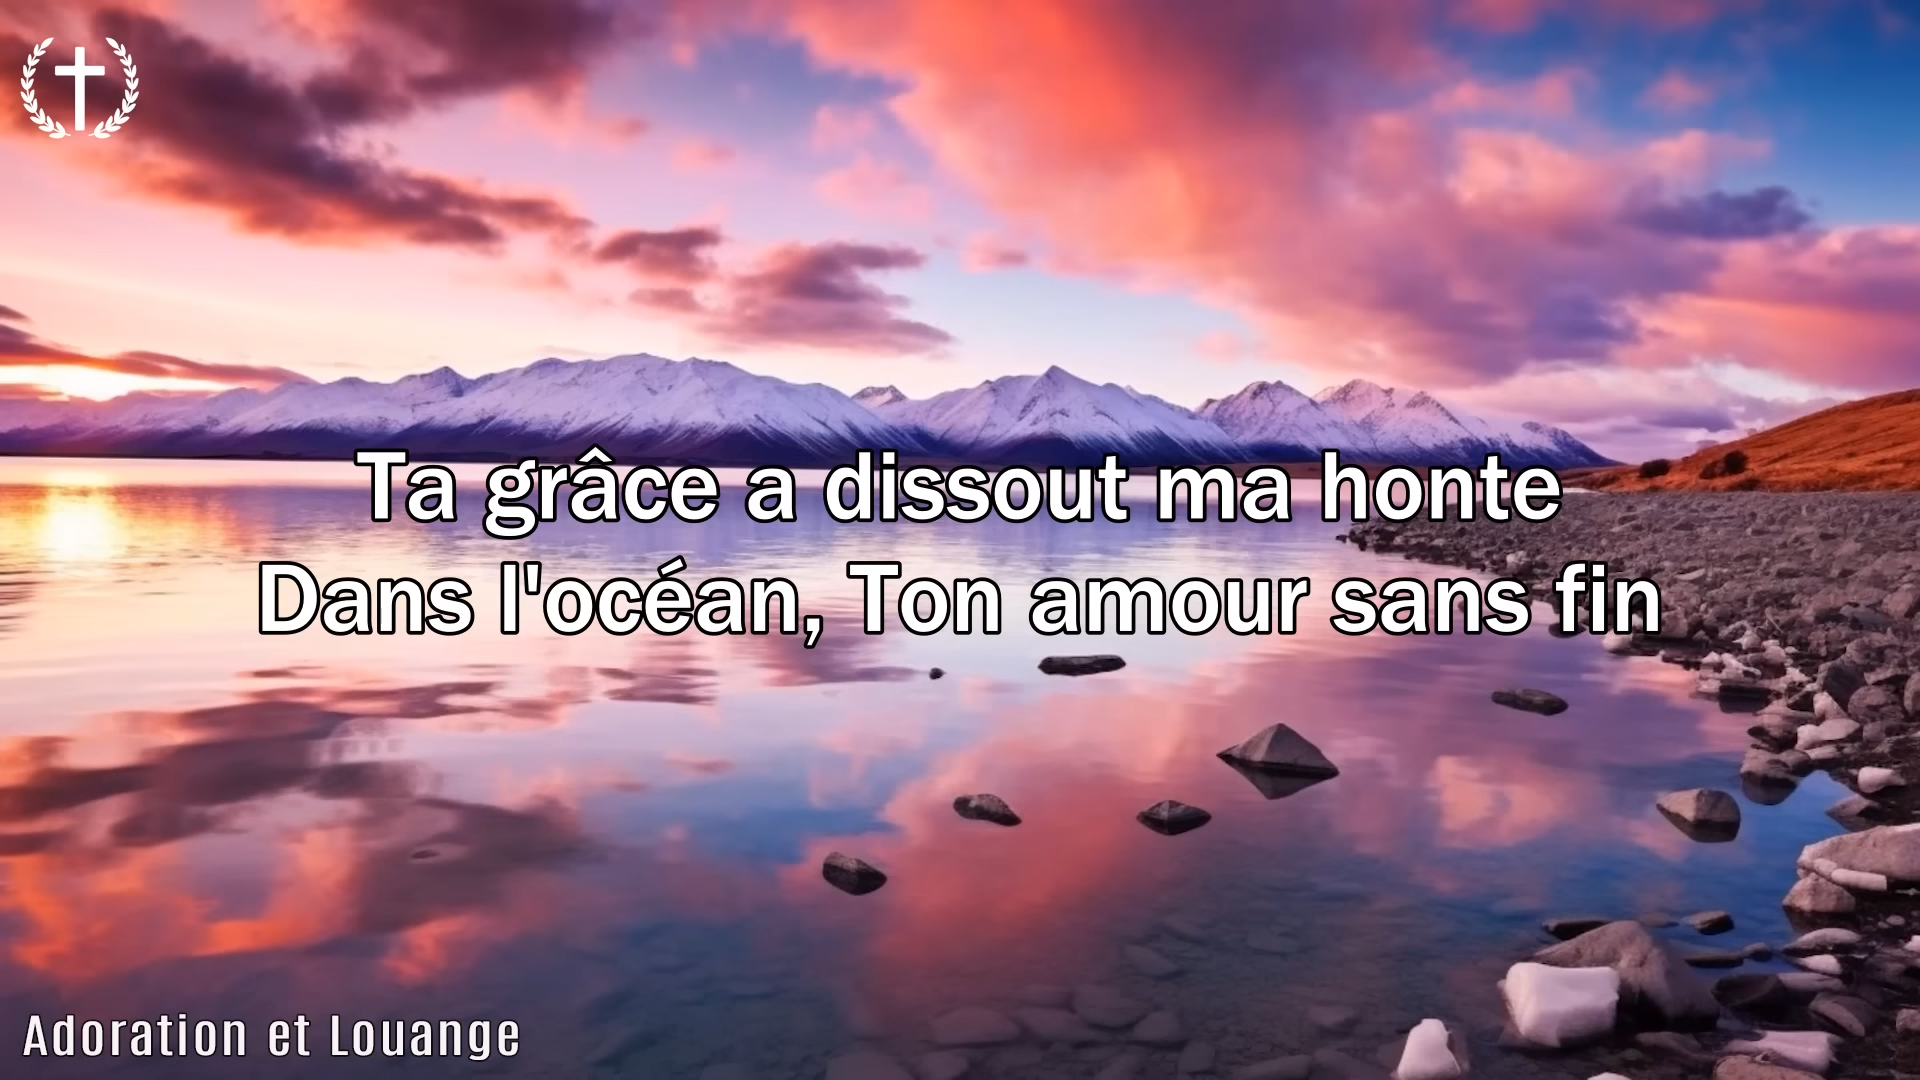 Ta grâce a dissout ma honte
Dans l'océan, Ton amour sans fin
Adoration et Louange